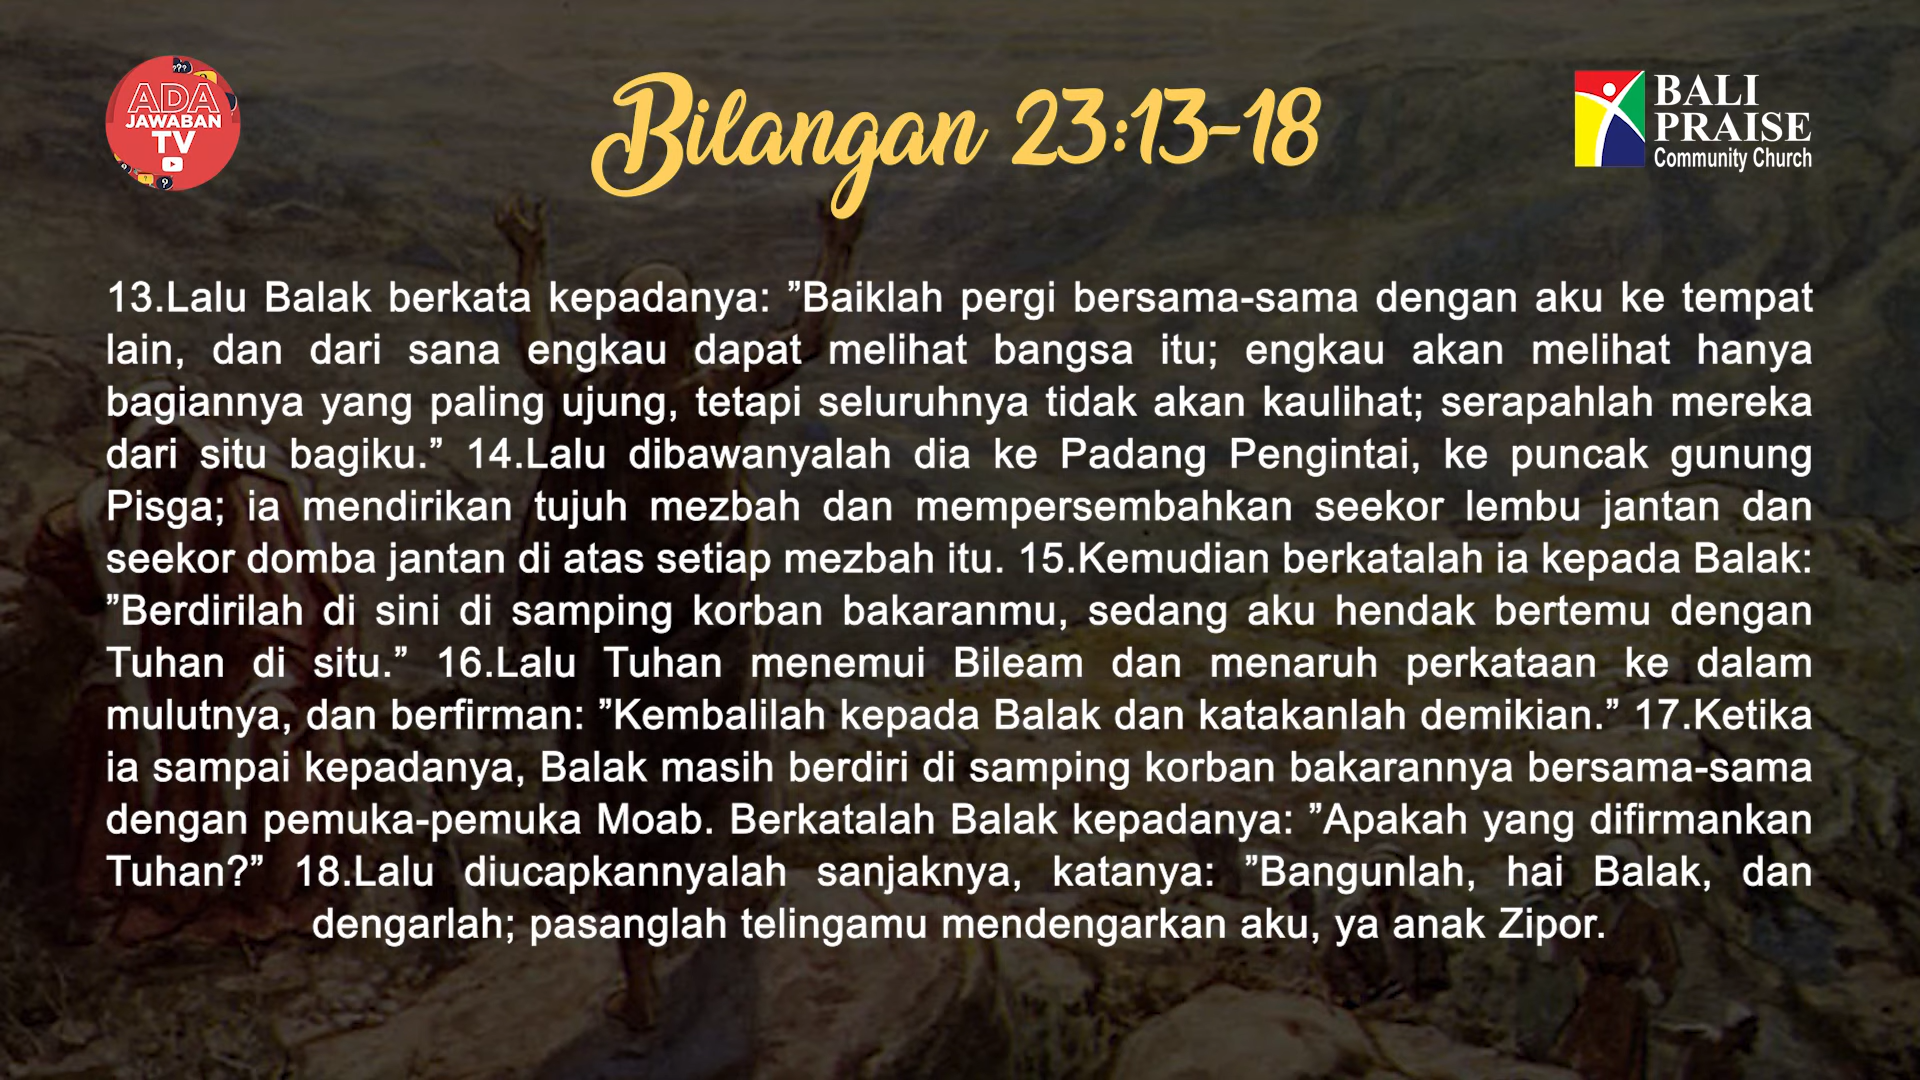 ADA
JAWABAN
TV
Bilangan 23:13-18
BALI
PRAISE
Community Church
13.Lalu Balak berkata kepadanya: ”Baiklah pergi bersama-sama dengan aku ke tempat
lain, dan dari sana engkau dapat melihat bangsa itu; engkau akan melihat hanya
bagiannya yang paling ujung, tetapi seluruhnya tidak akan kaulihat; serapahlah mereka
dari situ bagiku.” 14.Lalu dibawanyalah dia ke Padang Pengintai, ke puncak gunung
Pisga; ia mendirikan tujuh mezbah dan mempersembahkan seekor lembu jantan dan
seekor domba jantan di atas setiap mezbah itu. 15.Kemudian berkatalah ia kepada Balak:
”Berdirilah di sini di samping korban bakaranmu, sedang aku hendak bertemu dengan
Tuhan di situ.” 16.Lalu Tuhan menemui Bileam dan menaruh perkataan ke dalam
mulutnya, dan berfirman: ”Kembalilah kepada Balak dan katakanlah demikian.” 17.Ketika
ia sampai kepadanya, Balak masih berdiri di samping korban bakarannya bersama-sama
dengan pemuka-pemuka Moab. Berkatalah Balak kepadanya: ”Apakah yang difirmankan
Tuhan?” 18.Lalu diucapkannyalah sanjaknya, katanya: ”Bangunlah, hai Balak, dan
dengarlah; pasanglah telingamu mendengarkan aku, ya anak Zipor.